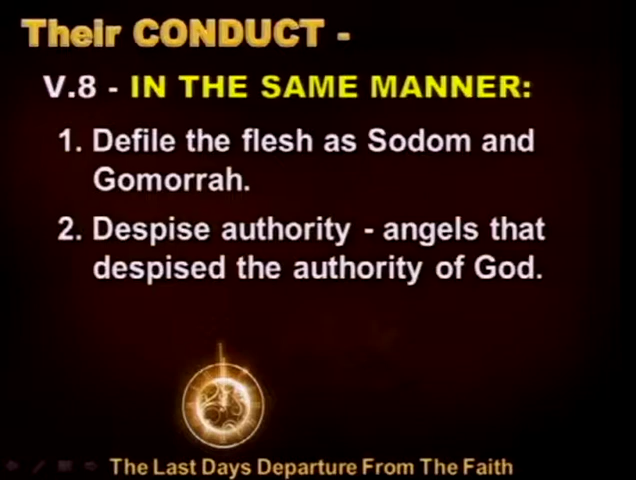 Their CONDUCT -
V.8 - IN THE SAME MANNER:
1. Defile the flesh as Sodom and
Gomorrah.
2. Despise authority - angels that
despised the authority of God.
The Last Days Departure From The Faith